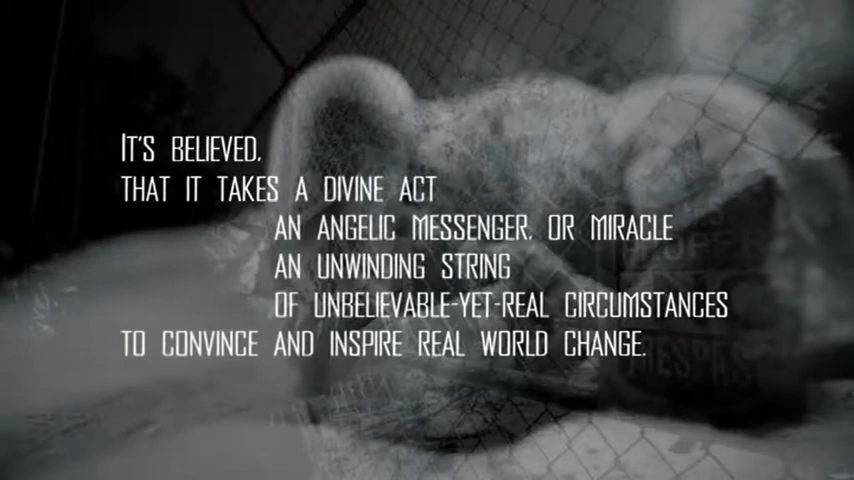 IT'S BELIEVED,
THAT IT TAKES A DIVINE ACT
AN ANGELIC MESSENGER, OR MIRACLE
AN UNWINDING STRING
OF UNBELIEVABLE-YET-REAL CIRCUMSTANCES
TO CONVINCE AND INSPIRE REAL WORLD CHANGE.